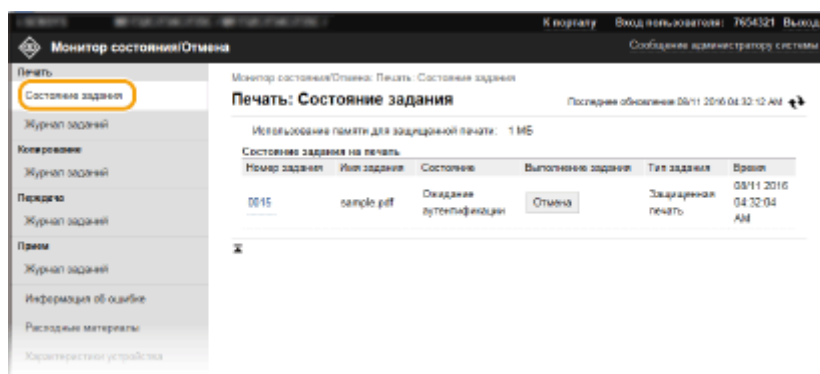 К порталу Вход пользователя: 7654321 Выход
Монитор состояния/Отмена
Сообщение администратору системы
Печать
Состояние задания
Журнал заданий
Копирование
Журнал заданий
Передача
Журнал заданий
Прием
Журнал заданий
Информация об ошибке
Расходные материалы
Характеристики устройства
Монитор состояния/Отмена: Печать: Состояние задания
Печать: Состояние задания
Последнее обновление 08/11 2016 04:32:12 AM
Использование памяти для защищенной печати: 1 МБ
Состояние задания на печать
Номер задания Имя задания Состояние Выполнение задания Тип задания Время
0015 sample.pdf Ожидание аутентификации Отмена Защищенная печать 08/11 2016 04:32:04 AM